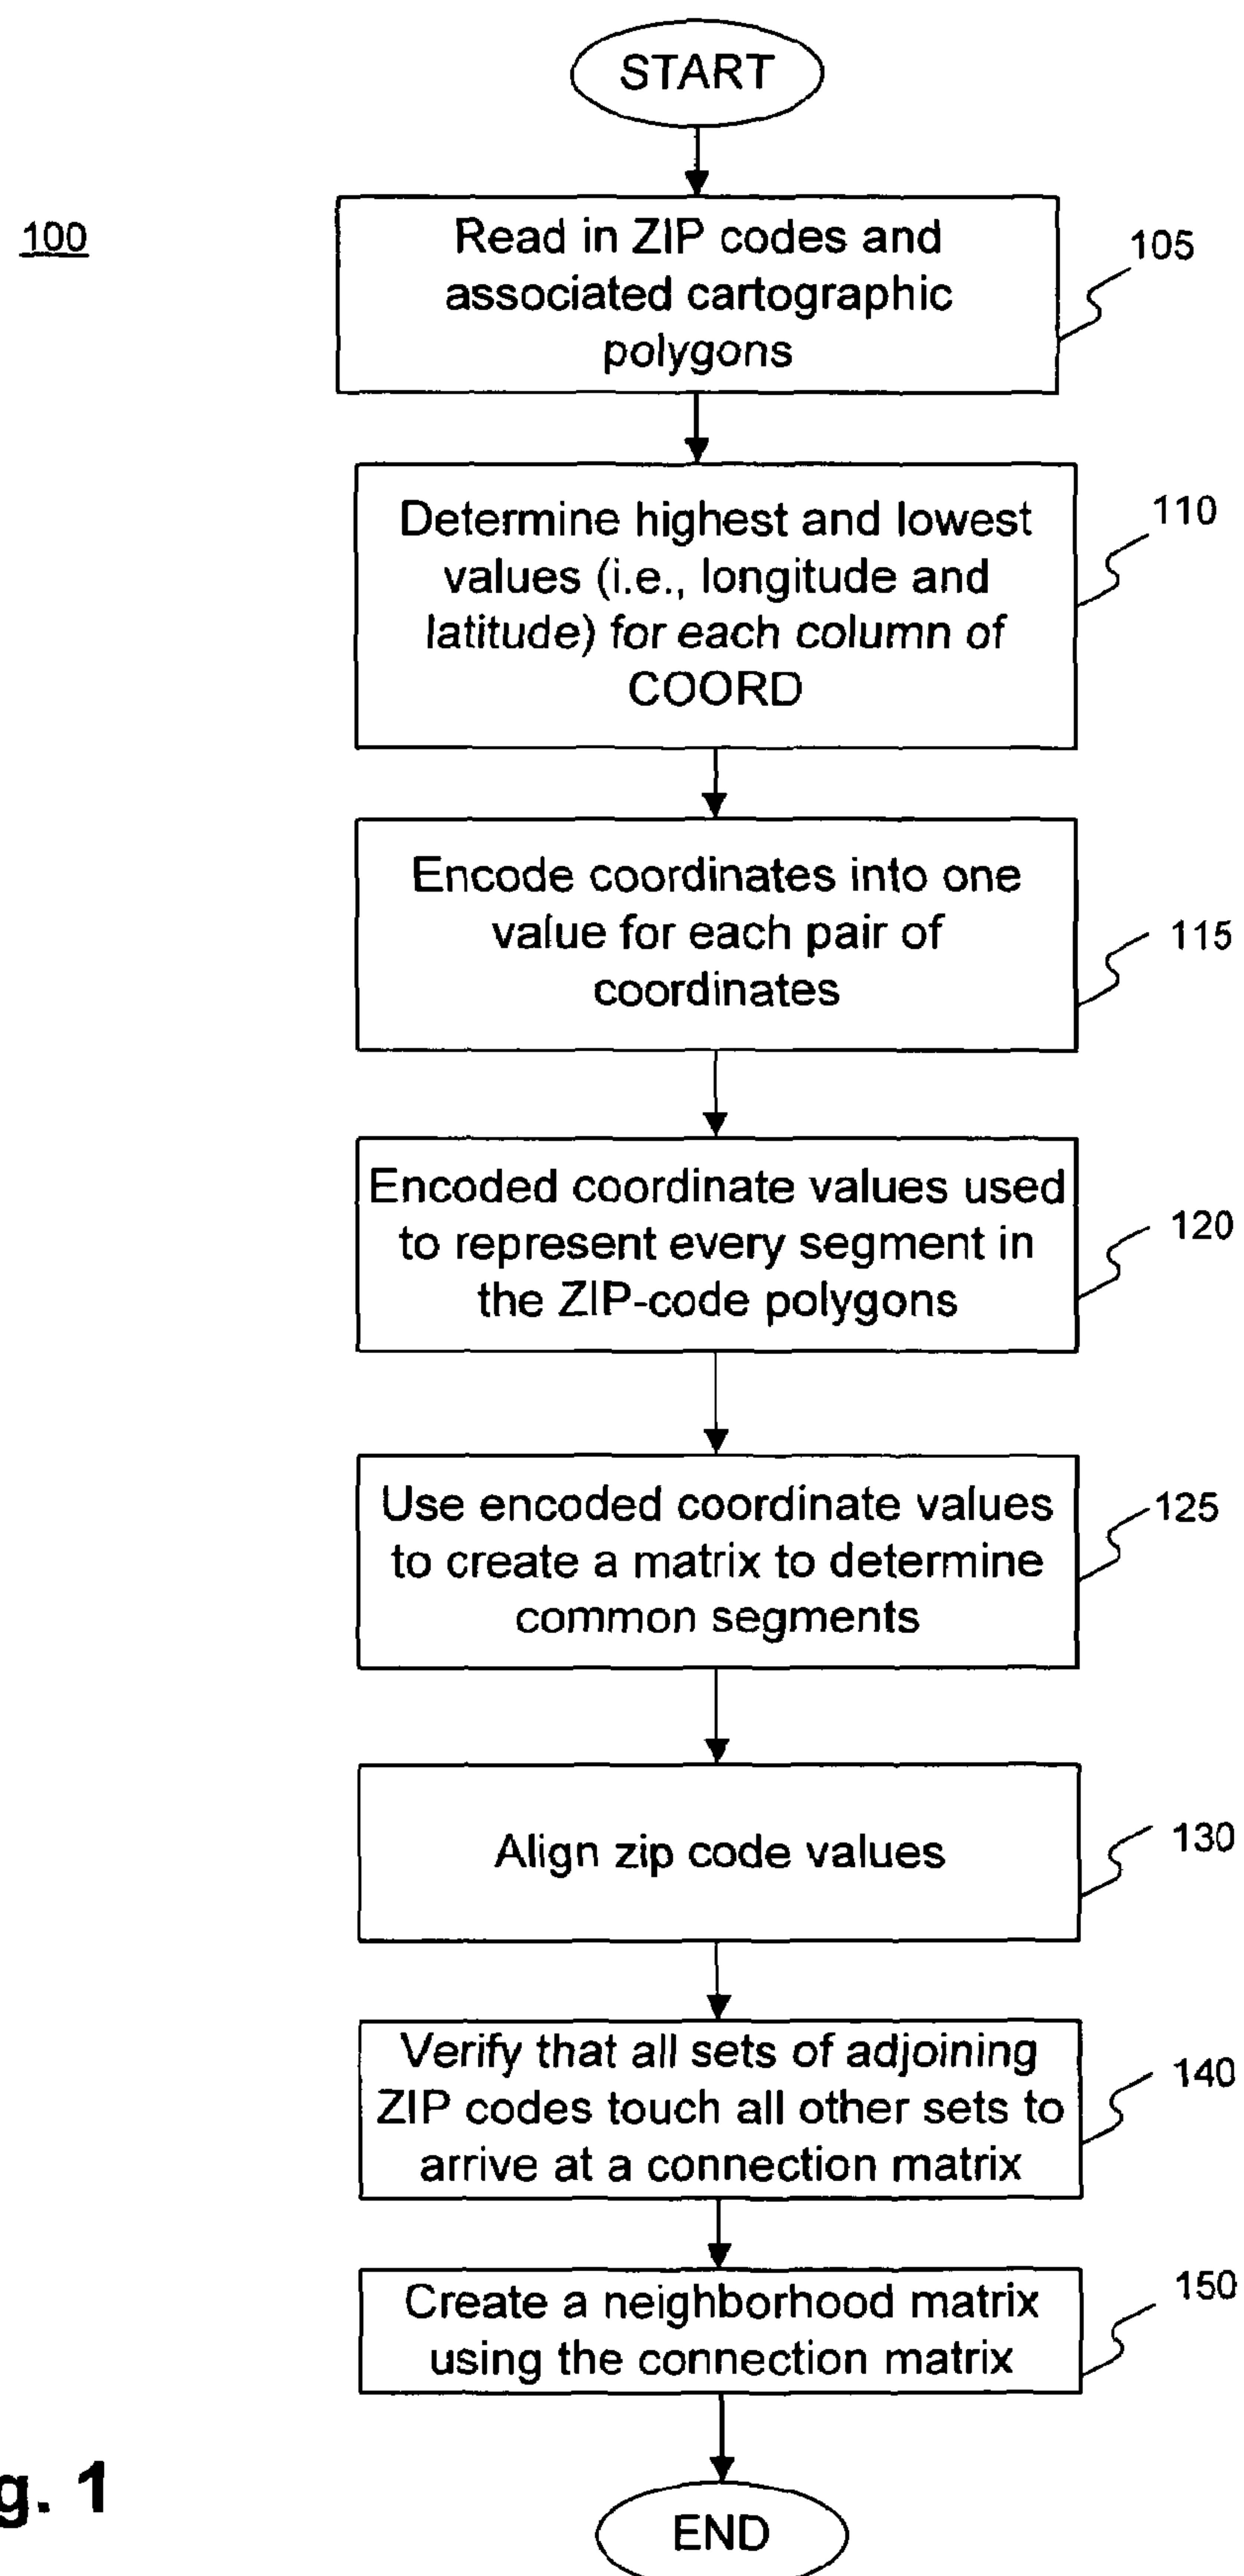 START
100
Read in ZIP codes and
associated cartographic
polygons
105
Determine highest and lowest
values (i.e., longitude and
latitude) for each column of
COORD
110
Encode coordinates into one
value for each pair of
coordinates
115
Encoded coordinate values used
to represent every segment in
the ZIP-code polygons
120
Use encoded coordinate values
to create a matrix to determine
common segments
125
Align zip code values
130
Verify that all sets of adjoining
ZIP codes touch all other sets to
arrive at a connection matrix
140
Create a neighborhood matrix
using the connection matrix
150
g. 1
END